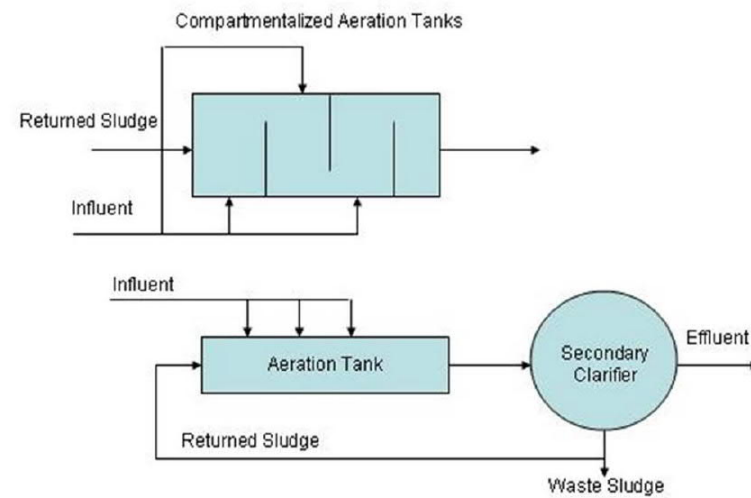 Compartmentalized Aeration Tanks
Returned Sludge
Influent
Influent
Aeration Tank
Secondary
Clarifier
Effluent
Returned Sludge
Waste Sludge